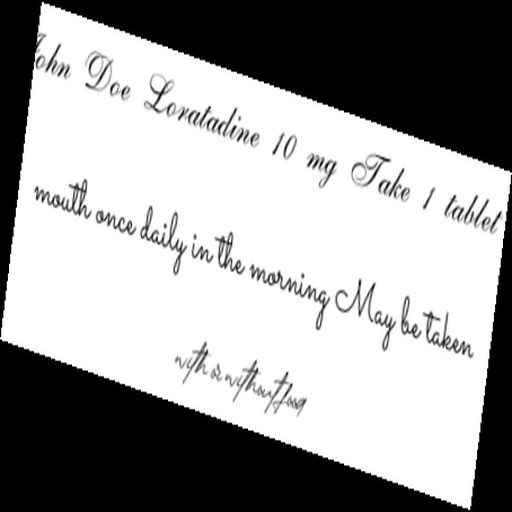 John Doe Loratadine 10 mg Take 1 tablet
mouth once daily in the morning May be taken
with or without food